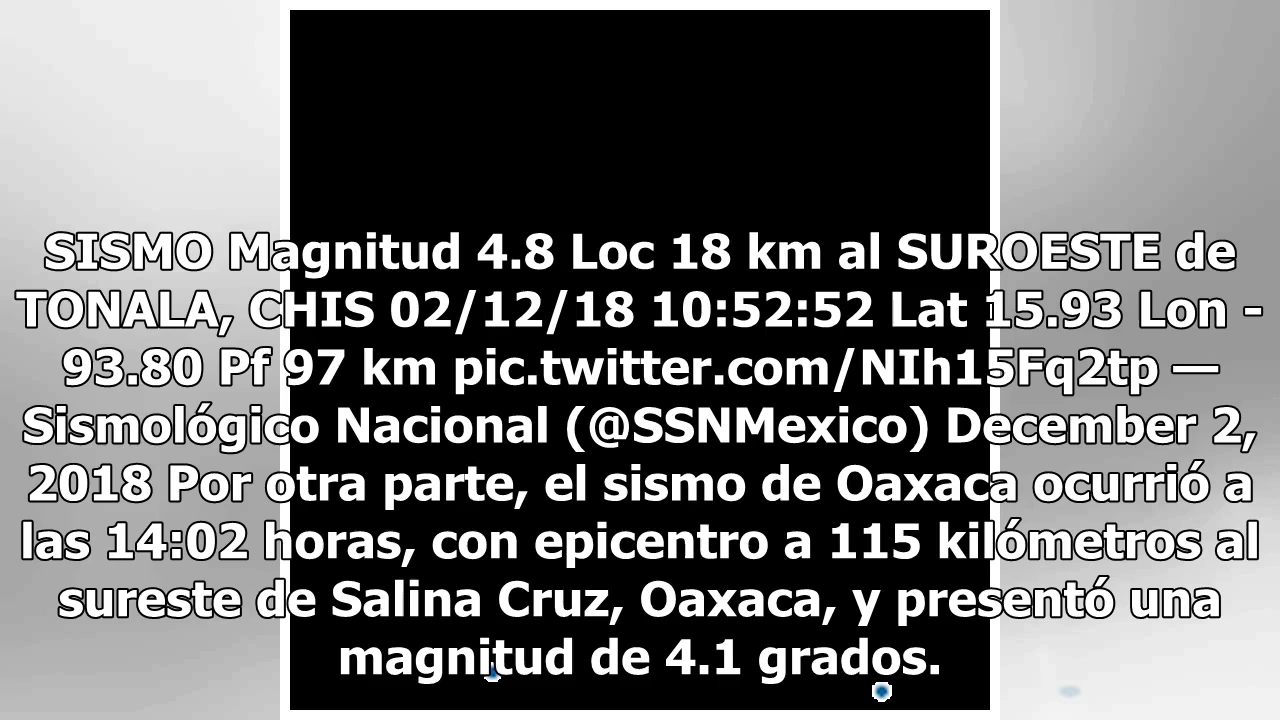 SISMO Magnitud 4.8 Loc 18 km al SUROESTE de
TONALA, CHIS 02/12/18 10:52:52 Lat 15.93 Lon -
93.80 Pf 97 km pic.twitter.com/NIh15Fq2tp —
Sismológico Nacional (@SSNMexico) December 2,
2018 Por otra parte, el sismo de Oaxaca ocurrió a
las 14:02 horas, con epicentro a 115 kilómetros al
sureste de Salina Cruz, Oaxaca, y presentó una
magnitud de 4.1 grados.